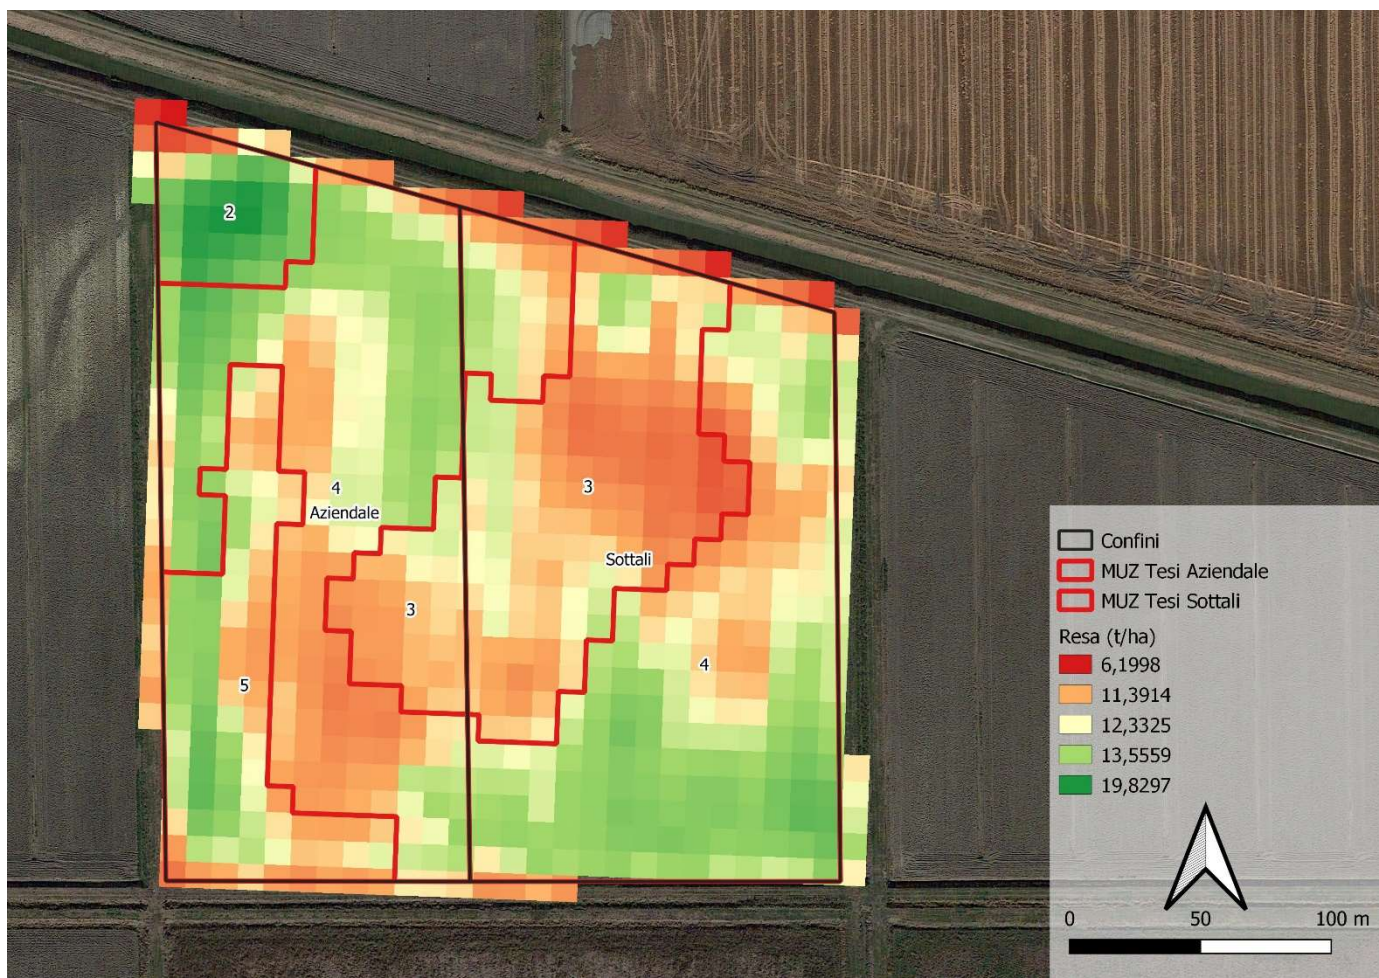 2
4
Aziendale
3
Sottali
3
4
5
Confini
MUZ Tesi Aziendale
MUZ Tesi Sottali
Resa (t/ha)
6,1998
11,3914
12,3325
13,5559
19,8297
0 50 100 m